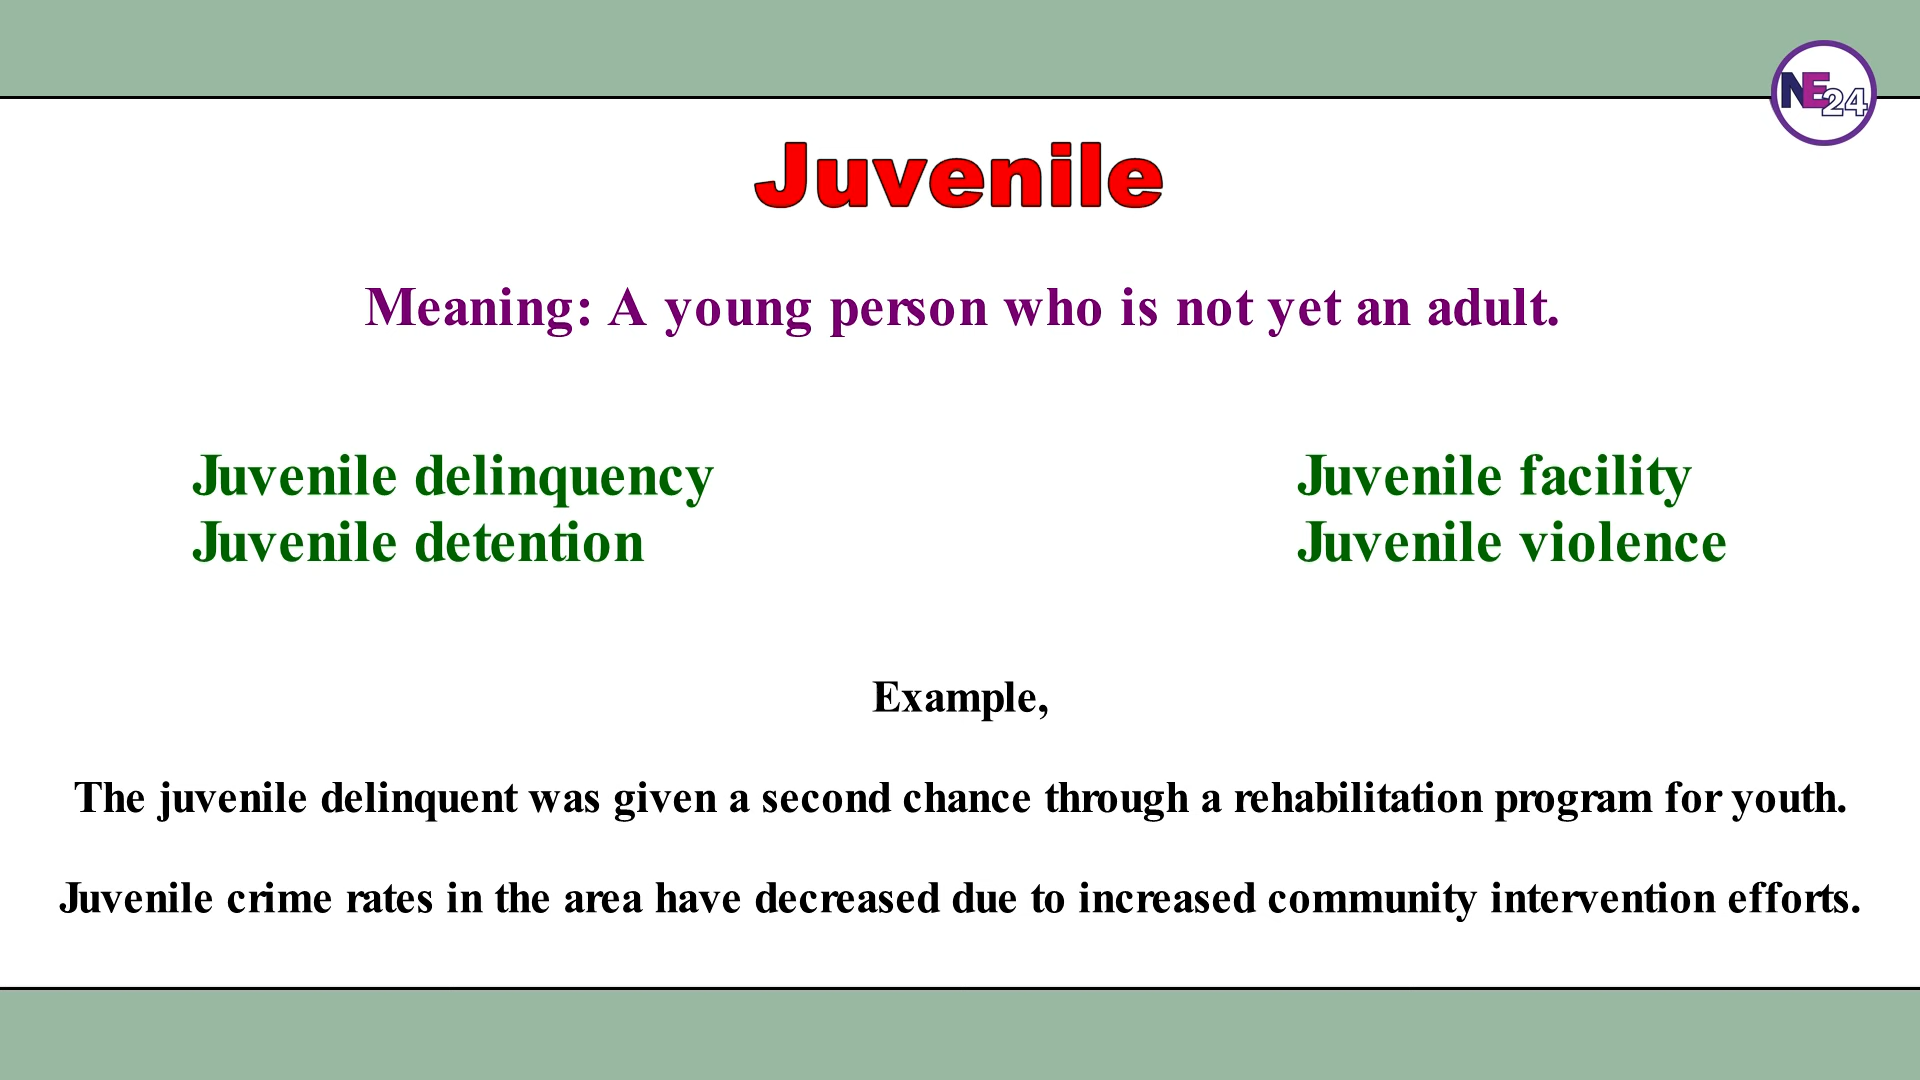 NE24
Juvenile
Meaning: A young person who is not yet an adult.
Juvenile delinquency
Juvenile detention
Juvenile facility
Juvenile violence
Example,
The juvenile delinquent was given a second chance through a rehabilitation program for youth.
Juvenile crime rates in the area have decreased due to increased community intervention efforts.